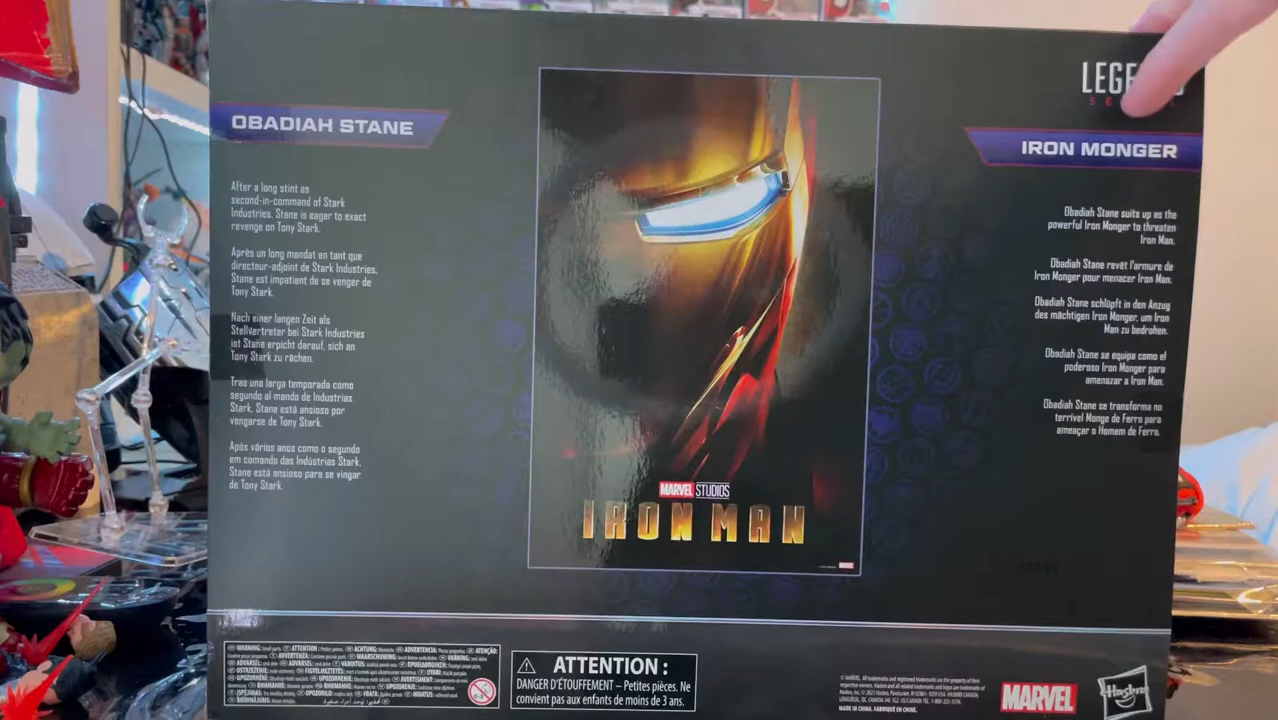 OBADIAH STANE
After a long stint as
second-in-command of Stark
Industries, Stane is eager to exact
revenge on Tony Stark.
Après un long mandat en tant que
directeur-adjoint de Stark Industries,
Stane est impatient de se venger de
Tony Stark.
Nach einer langen Zeit als
Stellvertreter bei Stark Industries
ist Stane erpicht darauf, sich an
Tony Stark zu rächen.
Tras una larga temporada como
segundo al mando de Industrias
Stark, Stane está ansioso por
vengarse de Tony Stark.
Após vários anos como o segundo
em comando das Indústrias Stark,
Stane está ansioso para se vingar
de Tony Stark.
MARVEL STUDIOS
IRON MAN
MARVEL
IRON MONGER
Obadiah Stane suits up as the
powerful Iron Monger to threaten
Iron Man.
Obadiah Stane revêt l'armure de
Iron Monger pour menacer Iron Man.
Obadiah Stane schlüpft in den Anzug
des mächtigen Iron Monger, um Iron
Man zu bedrohen.
Obadiah Stane se equipa como el
poderoso Iron Monger para
amenazar a Iron Man.
Obadiah Stane se transforma no
terrível Monge de Ferro para
ameaçar o Homem de Ferro.
ATTENTION :
DANGER D'ÉTOUFFEMENT – Petites pièces. Ne
convient pas aux enfants de moins de 3 ans.
MADE IN CHINA. FABRIQUÉ EN CHINE.
MARVEL
Hasbro